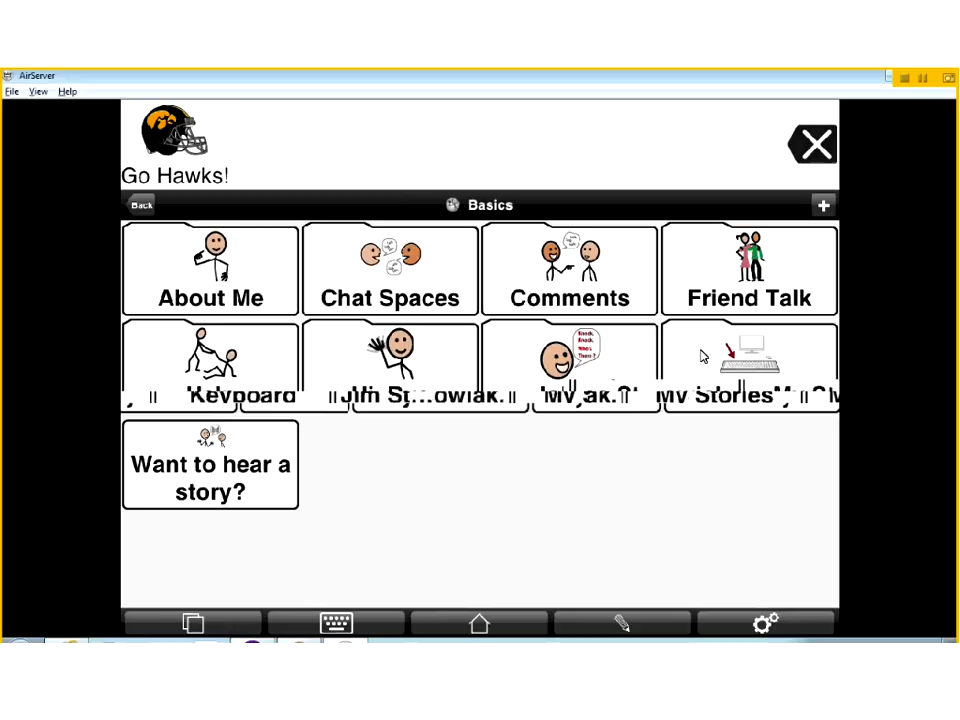 AirServer
File View Help
Go Hawks!
Back
Basics
About Me
Chat Spaces
Comments
Friend Talk
Knock,
Knock.
Who's
There?
Keyboard
My Stories
Want to hear a
story?